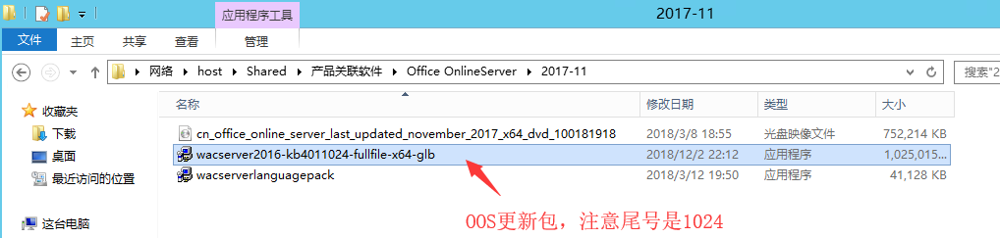 应用程序工具
2017-11
文件 主页 共享 查看 管理
网络 host Shared 产品关联软件 Office OnlineServer 2017-11 搜索"2
名称 修改日期 类型 大小
收藏夹
下载
桌面
最近访问的位置
这台电脑
cn_office_online_server_last_updated_november_2017_x64_dvd_100181918 2018/3/8 18:55 光盘映像文件 752,214 KB
wacserver2016-kb4011024-fullfile-x64-glb 2018/12/2 22:12 应用程序 1,025,015...
wacserverlanguagepack 2018/3/12 19:50 应用程序 41,128 KB
OOS更新包，注意尾号是1024